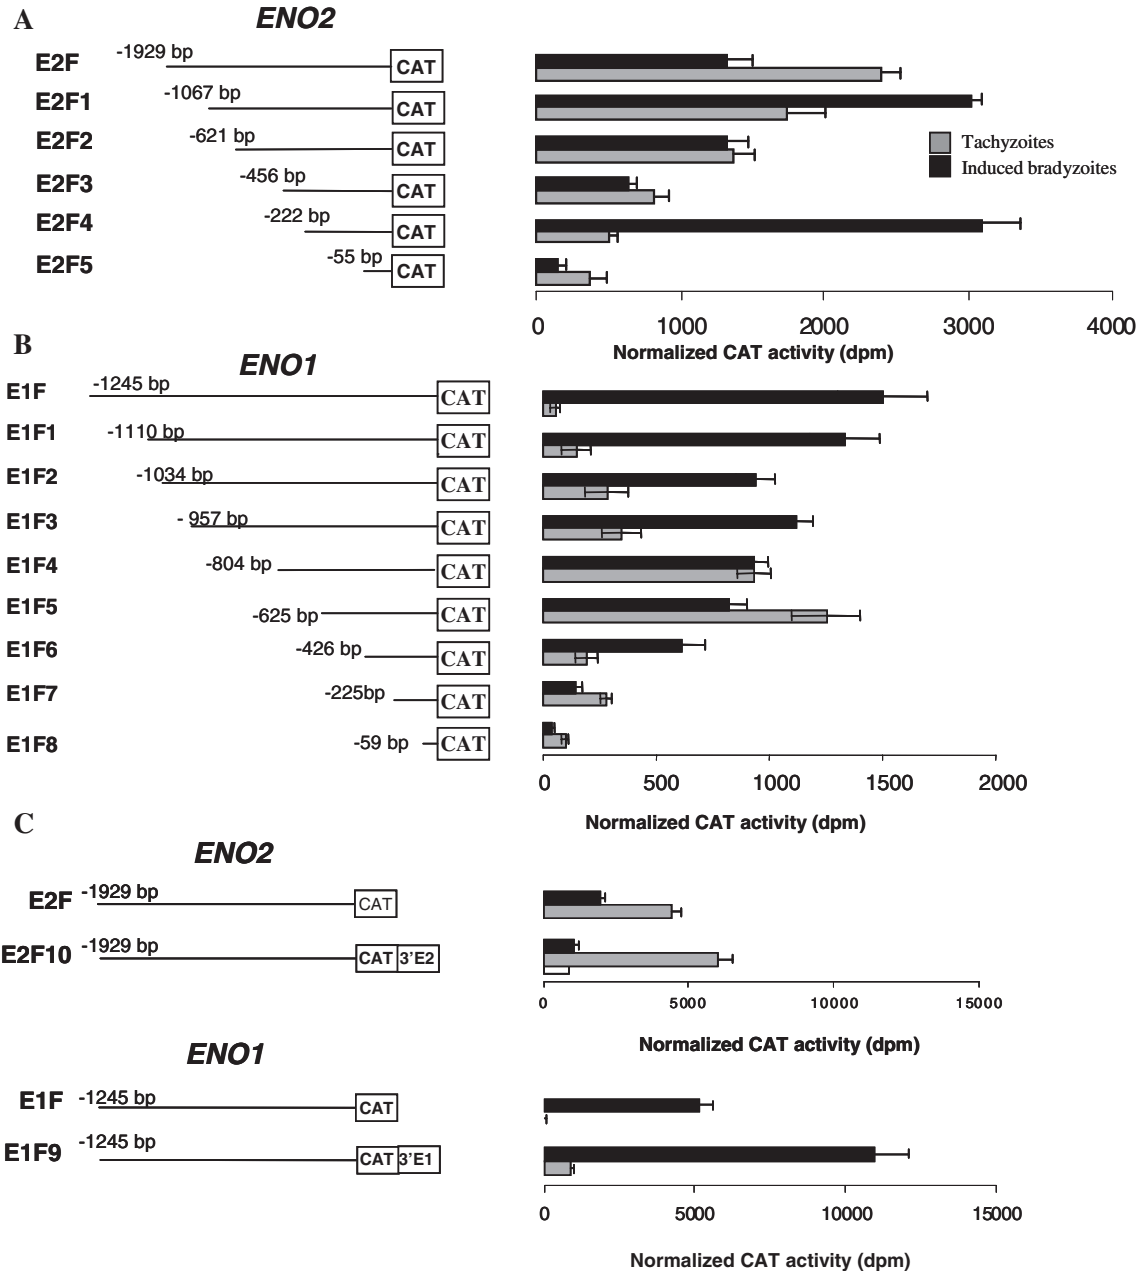 A
ENO2
E2F -1929 bp CAT
E2F1 -1067 bp CAT
E2F2 -621 bp CAT
E2F3 -456 bp CAT
E2F4 -222 bp CAT
E2F5 -55 bp CAT
Tachyzoites
Induced bradyzoites
0 1000 2000 3000 4000
Normalized CAT activity (dpm)
B
ENO1
E1F -1245 bp CAT
E1F1 -1110 bp CAT
E1F2 -1034 bp CAT
E1F3 - 957 bp CAT
E1F4 -804 bp CAT
E1F5 -625 bp CAT
E1F6 -426 bp CAT
E1F7 -225bp CAT
E1F8 -59 bp CAT
0 500 1000 1500 2000
Normalized CAT activity (dpm)
C
ENO2
E2F -1929 bp CAT
E2F10 -1929 bp CAT 3'E2
0 5000 10000 15000
Normalized CAT activity (dpm)
ENO1
E1F -1245 bp CAT
E1F9 -1245 bp CAT 3'E1
0 5000 10000 15000
Normalized CAT activity (dpm)